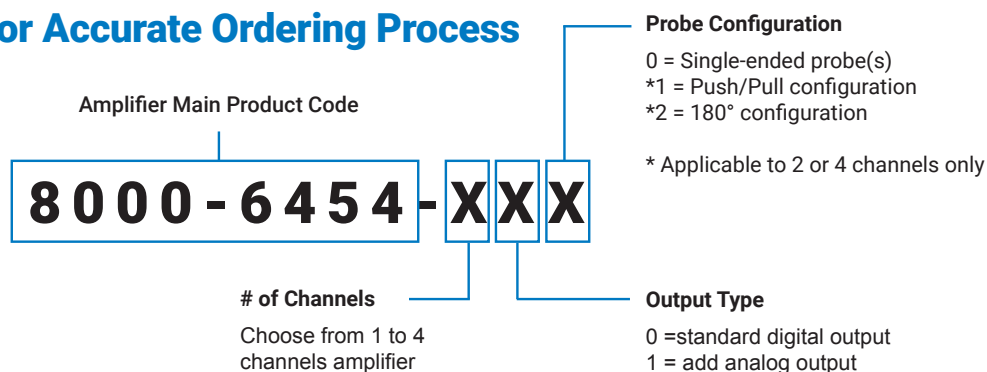 or Accurate Ordering Process
Probe Configuration
0 = Single-ended probe(s)
*1 = Push/Pull configuration
*2 = 180° configuration
* Applicable to 2 or 4 channels only
Amplifier Main Product Code
8000-6454-XXX
# of Channels
Choose from 1 to 4
channels amplifier
Output Type
0 =standard digital output
1 = add analog output